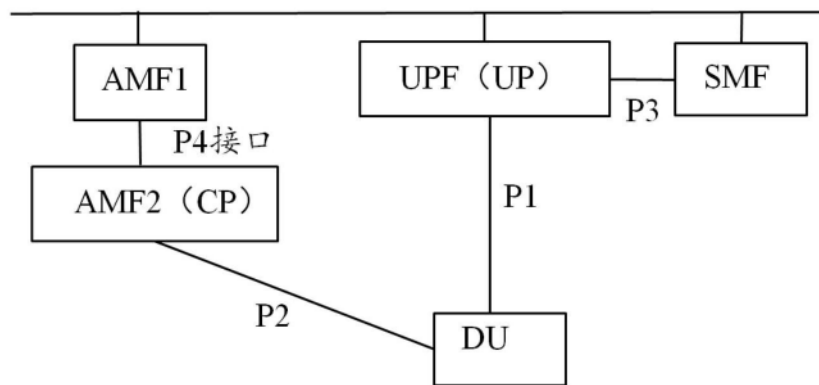 AMF1
UPF（UP）
SMF
P3
P4接口
AMF2（CP）
P1
P2
DU